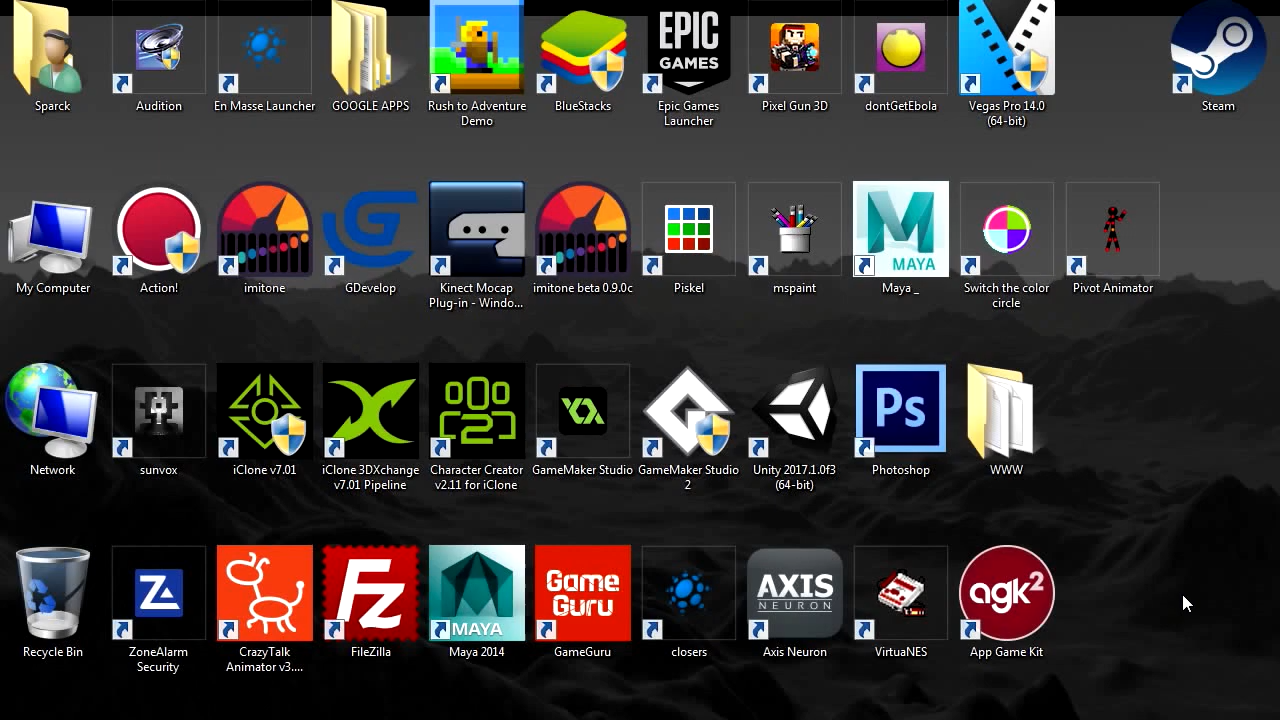 EPIC
GAMES
Sparck
Audition
En Masse Launcher
GOOGLE APPS
Rush to Adventure
Demo
BlueStacks
Epic Games
Launcher
Pixel Gun 3D
dontGetEbola
Vegas Pro 14.0
(64-bit)
Steam
MAYA
My Computer
Action!
imitone
GDevelop
Kinect Mocap
Plug-in - Windo...
imitone beta 0.9.0c
Piskel
mspaint
Maya _
Switch the color
circle
Pivot Animator
Ps
Network
sunvox
iClone v7.01
iClone 3DXchange
v7.01 Pipeline
Character Creator
v2.11 for iClone
GameMaker Studio
GameMaker Studio
2
Unity 2017.1.0f3
(64-bit)
Photoshop
WWW
Z
Fz
MAYA
Game
Guru
AXIS
NEURON
agk2
Recycle Bin
ZoneAlarm
Security
CrazyTalk
Animator v3....
FileZilla
Maya 2014
GameGuru
closers
Axis Neuron
VirtuaNES
App Game Kit